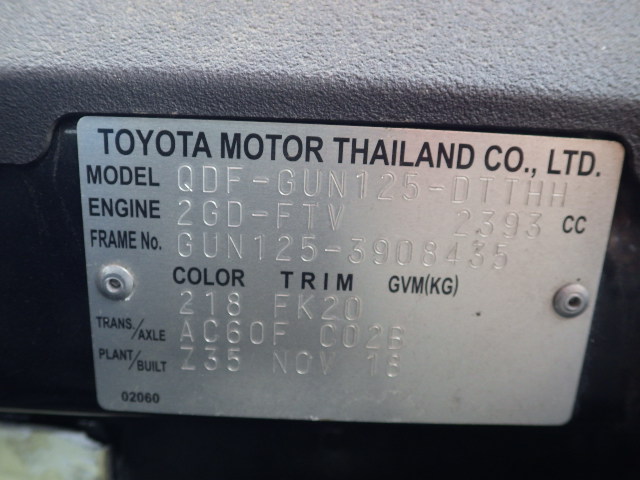 TOYOTA MOTOR THAILAND CO., LTD.
MODEL QDF-GUN125-DTTHH
ENGINE 2GD-FTV 2393 CC
FRAME No. GUN125-3908435
COLOR TRIM GVM(KG)
218 FK20
TRANS./AXLE AC60F C02B
PLANT/BUILT Z35 NOV 16
02060